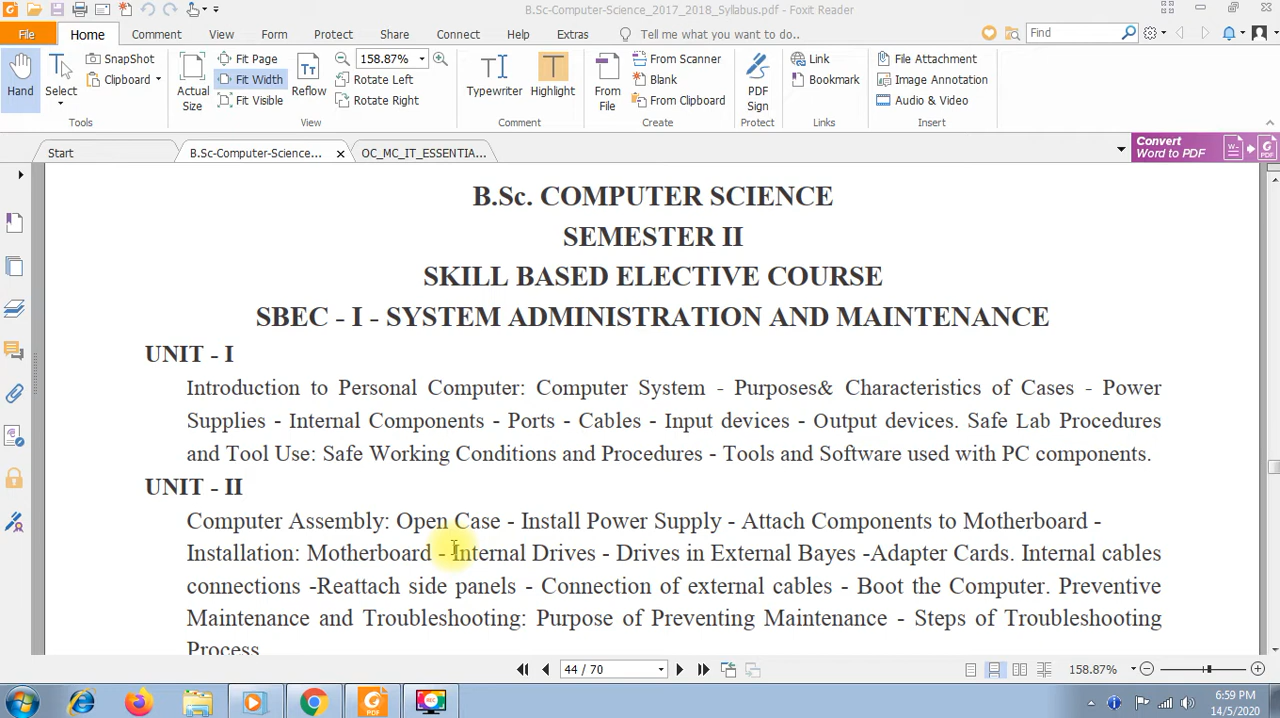 B.Sc-Computer-Science_2017_2018_Syllabus.pdf - Foxit Reader
File Home Comment View Form Protect Share Connect Help Extras Tell me what you want to do.. Find
Hand Select SnapShot Clipboard
Actual Size Fit Page Fit Width Fit Visible Reflow 158.87% Rotate Left Rotate Right
Typewriter Highlight From File From Scanner Blank From Clipboard
PDF Sign Link Bookmark File Attachment Image Annotation Audio & Video
Tools View Comment Create Protect Links Insert
Start B.Sc-Computer-Science... OC_MC_IT_ESSENTIA... Convert Word to PDF
B.Sc. COMPUTER SCIENCE
SEMESTER II
SKILL BASED ELECTIVE COURSE
SBEC - I - SYSTEM ADMINISTRATION AND MAINTENANCE
UNIT - I
Introduction to Personal Computer: Computer System - Purposes& Characteristics of Cases - Power
Supplies - Internal Components - Ports - Cables - Input devices - Output devices. Safe Lab Procedures
and Tool Use: Safe Working Conditions and Procedures - Tools and Software used with PC components.
UNIT - II
Computer Assembly: Open Case - Install Power Supply - Attach Components to Motherboard -
Installation: Motherboard - Internal Drives - Drives in External Bayes -Adapter Cards. Internal cables
connections -Reattach side panels - Connection of external cables - Boot the Computer. Preventive
Maintenance and Troubleshooting: Purpose of Preventing Maintenance - Steps of Troubleshooting
Process.
44 / 70 158.87%
6:59 PM
14/5/2020